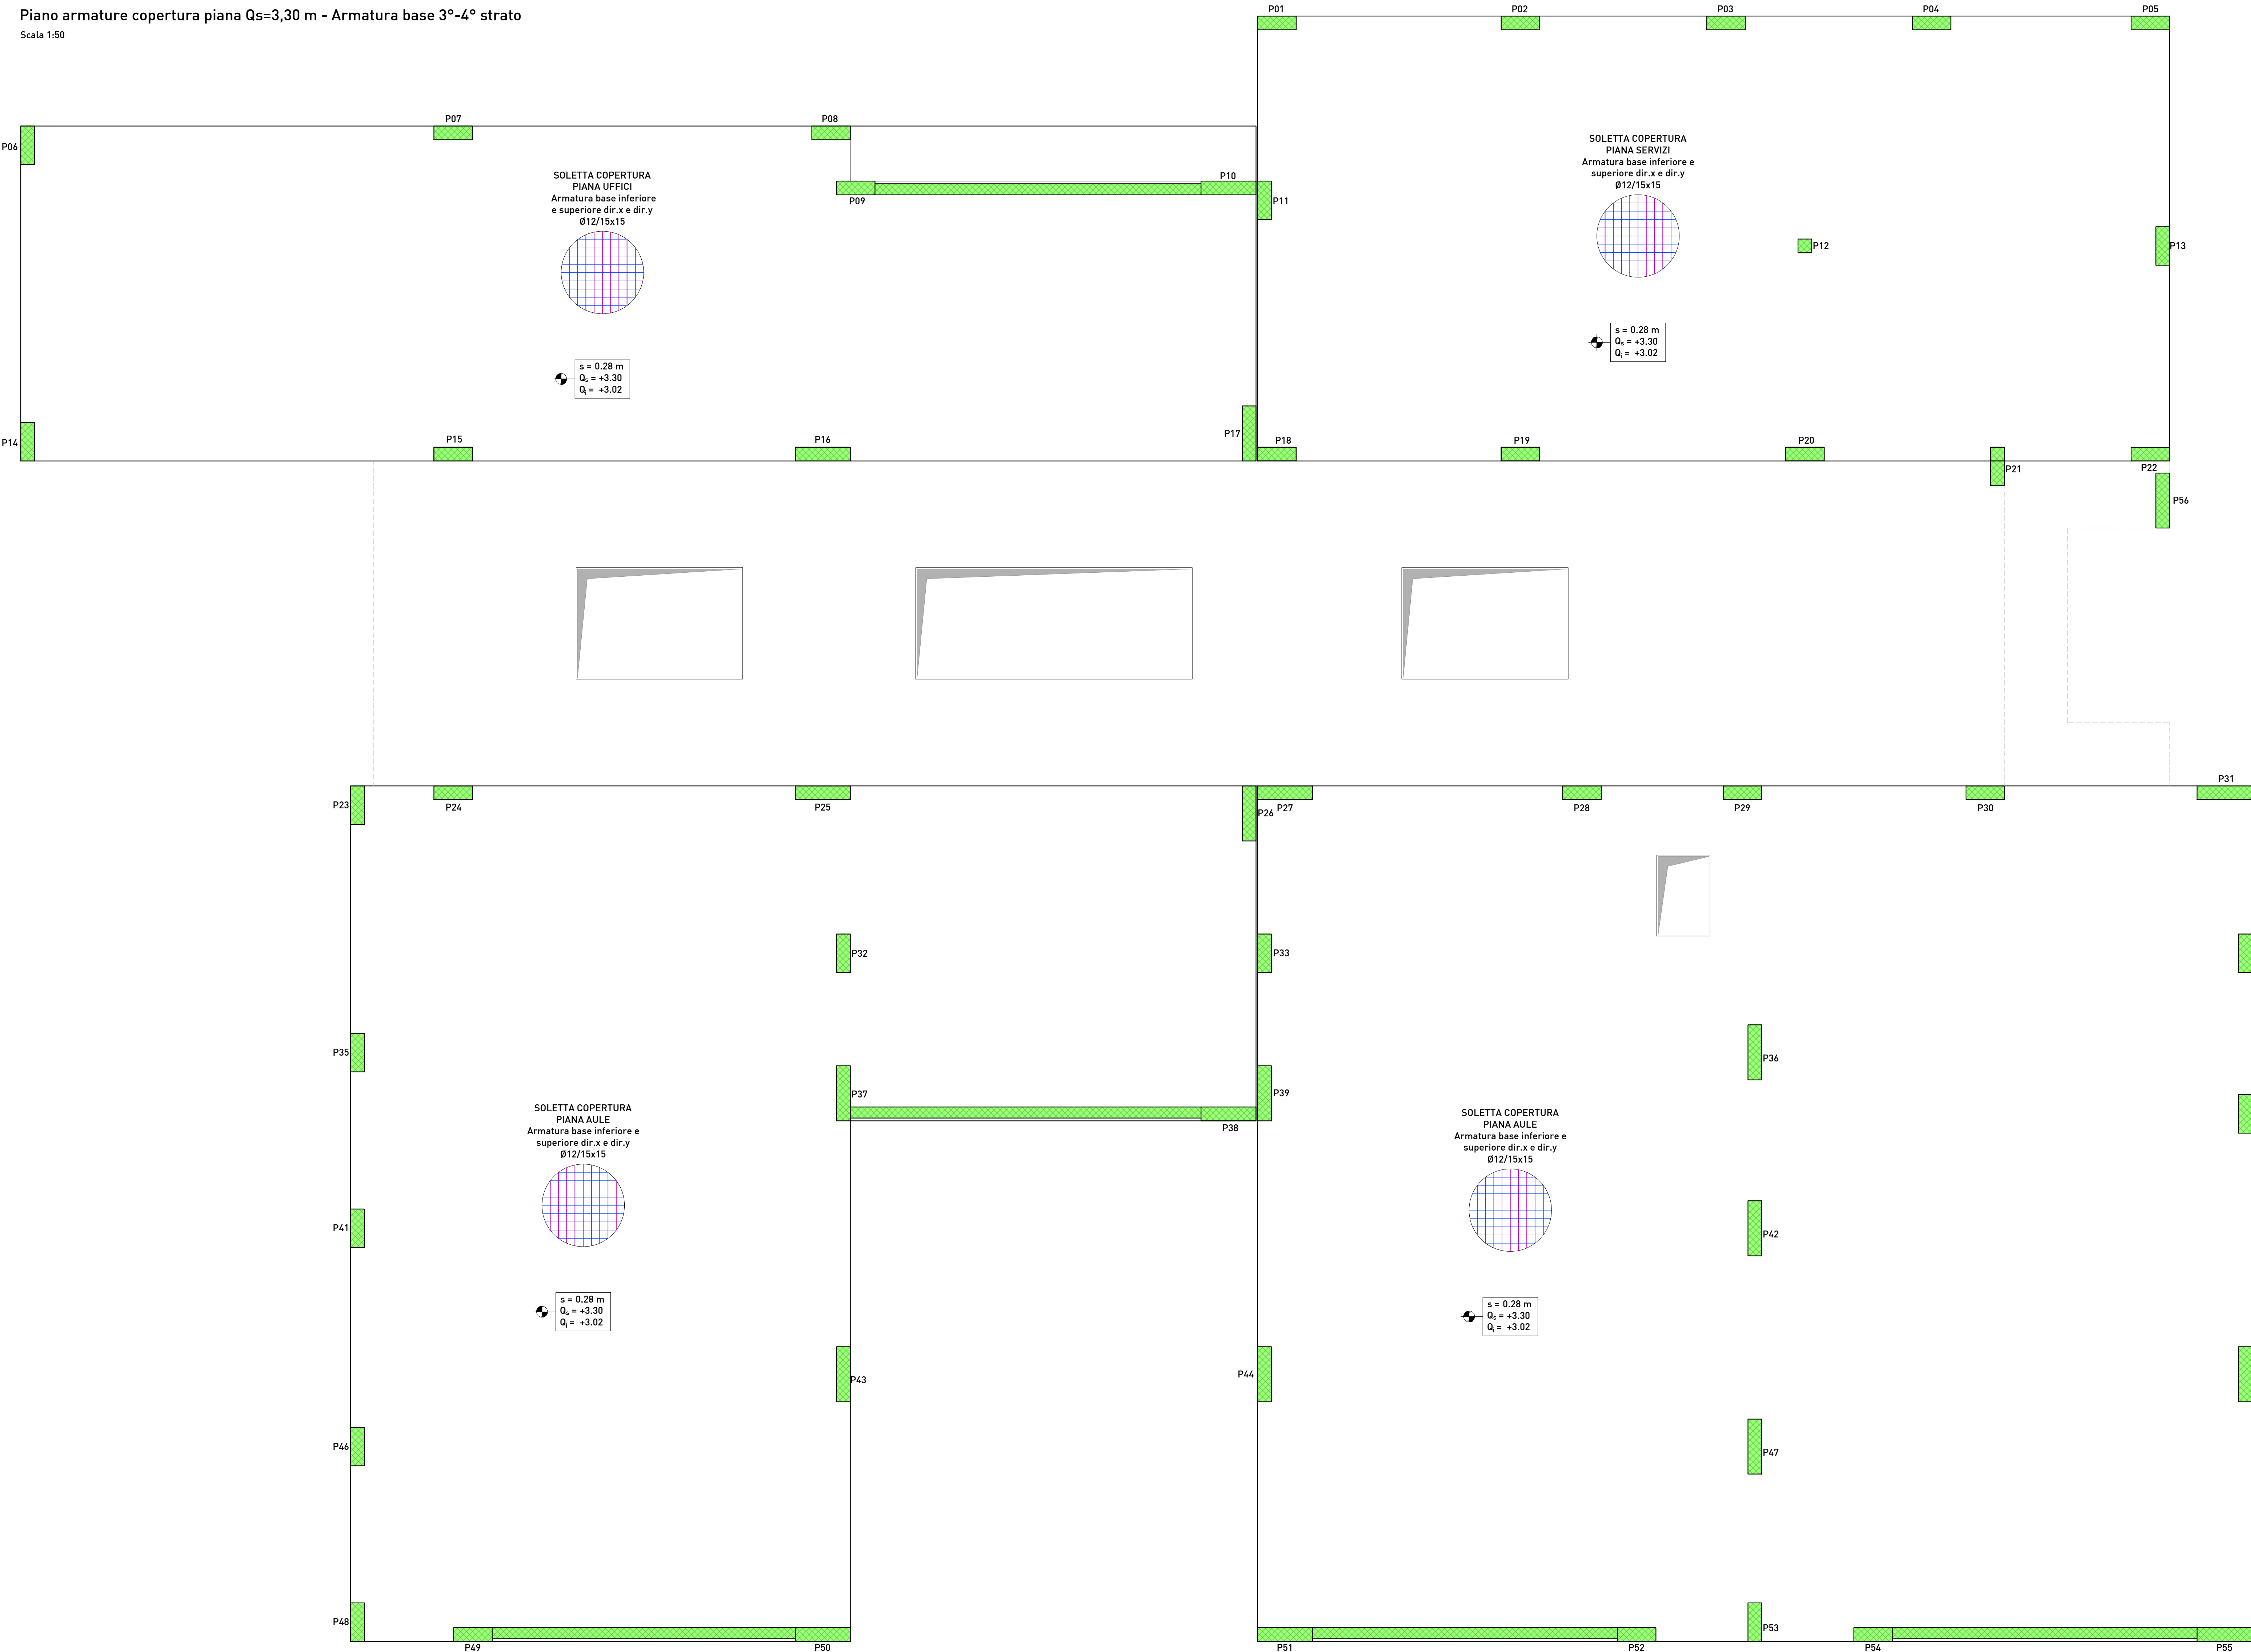 Piano armature copertura piana Qs=3,30 m - Armatura base 3°-4° strato
Scala 1:50
P01
P02
P03
P04
P05
P06
P07
P08
SOLETTA COPERTURA
PIANA UFFICI
Armatura base inferiore
e superiore dir.x e dir.y
Ø12/15x15
s = 0.28 m
Qs = +3.30
Qi = +3.02
P09
P10
P11
SOLETTA COPERTURA
PIANA SERVIZI
Armatura base inferiore e
superiore dir.x e dir.y
Ø12/15x15
s = 0.28 m
Qs = +3.30
Qi = +3.02
P12
P13
P14
P15
P16
P17
P18
P19
P20
P21
P22
P56
P23
P24
P25
P26
P27
P28
P29
P30
P31
P32
P33
P35
P36
P37
P38
P39
SOLETTA COPERTURA
PIANA AULE
Armatura base inferiore e
superiore dir.x e dir.y
Ø12/15x15
s = 0.28 m
Qs = +3.30
Qi = +3.02
SOLETTA COPERTURA
PIANA AULE
Armatura base inferiore e
superiore dir.x e dir.y
Ø12/15x15
s = 0.28 m
Qs = +3.30
Qi = +3.02
P41
P42
P43
P44
P46
P47
P48
P49
P50
P51
P52
P53
P54
P55